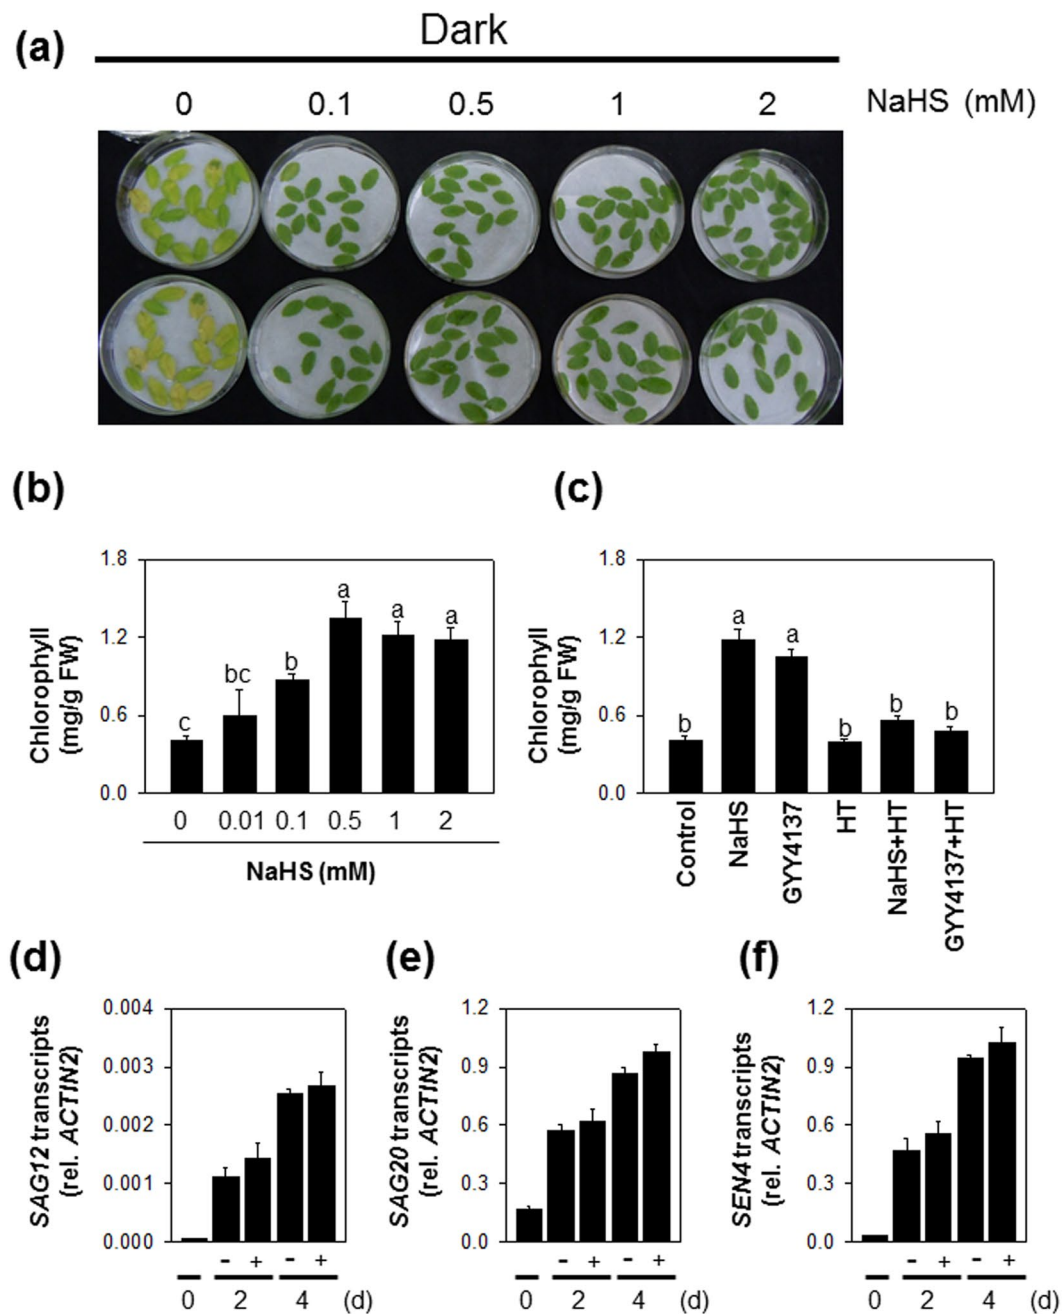 (a)
Dark
0 0.1 0.5 1 2 NaHS (mM)
(b)
Chlorophyll
(mg/g FW)
1.8
1.2
0.6
0.0
c bc b a a a
0 0.01 0.1 0.5 1 2
NaHS (mM)
(c)
Chlorophyll
(mg/g FW)
1.8
1.2
0.6
0.0
b a a b b b
Control
NaHS
GYY4137
HT
NaHS+HT
GYY4137+HT
(d)
SAG12 transcripts
(rel. ACTIN2)
0.004
0.003
0.002
0.001
0.000
- + - +
0 2 4 (d)
(e)
SAG20 transcripts
(rel. ACTIN2)
1.2
0.9
0.6
0.3
0.0
- + - +
0 2 4 (d)
(f)
SEN4 transcripts
(rel. ACTIN2)
1.2
0.9
0.6
0.3
0.0
- + - +
0 2 4 (d)